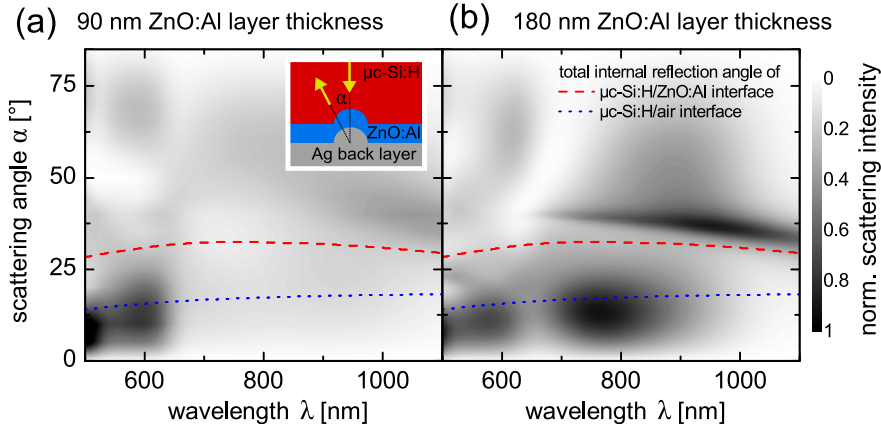 (a) 90 nm ZnO:Al layer thickness
(b) 180 nm ZnO:Al layer thickness
scattering angle α [°]
75
50
25
0
600
800
1000
wavelength λ [nm]
μc-Si:H
α
ZnO:Al
Ag back layer
total internal reflection angle of
μc-Si:H/ZnO:Al interface
μc-Si:H/air interface
600
800
1000
wavelength λ [nm]
0
0.2
0.4
0.6
0.8
1
norm. scattering intensity